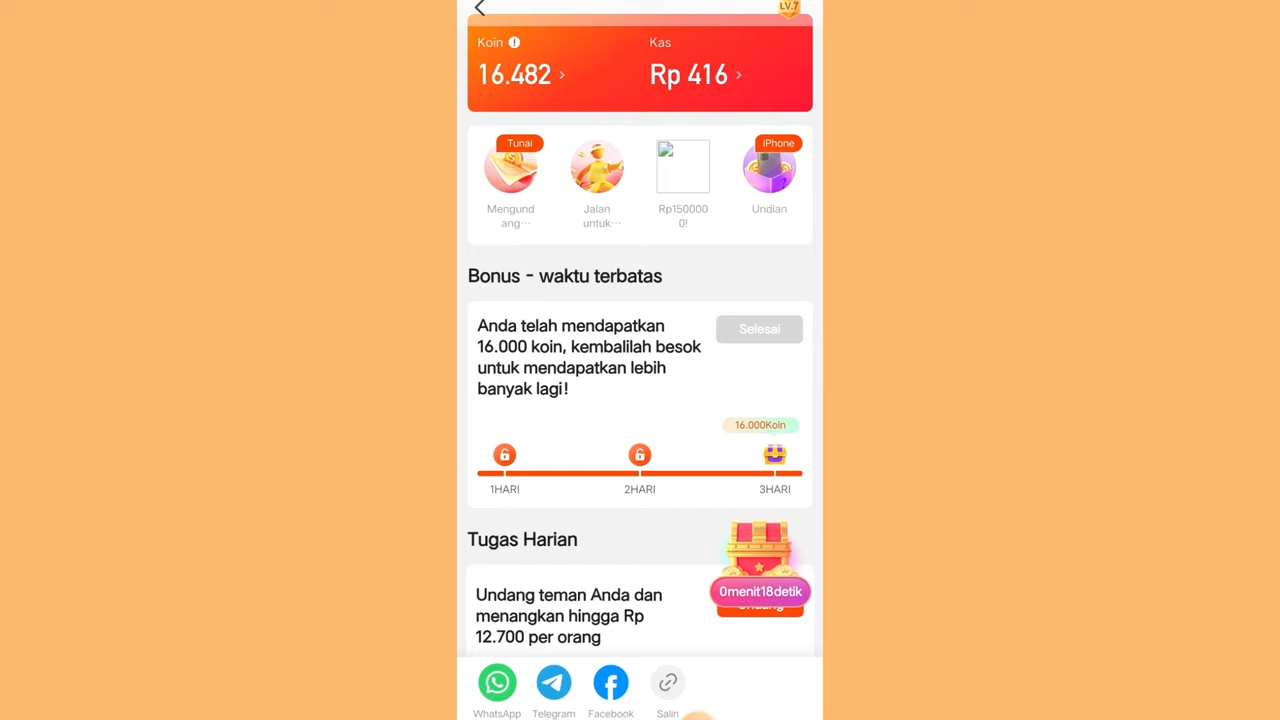 LV.7
Koin
Kas
16.482
Rp 416
Tunai
iPhone
Mengund
ang...
Jalan
untuk...
Rp150000
0!
Undian
Bonus - waktu terbatas
Anda telah mendapatkan
16.000 koin, kembalilah besok
untuk mendapatkan lebih
banyak lagi!
Selesai
16.000Koin
1HARI
2HARI
3HARI
Tugas Harian
0menit18detik
Undang teman Anda dan
menangkan hingga Rp
12.700 per orang
WhatsApp
Telegram
Facebook
Salin